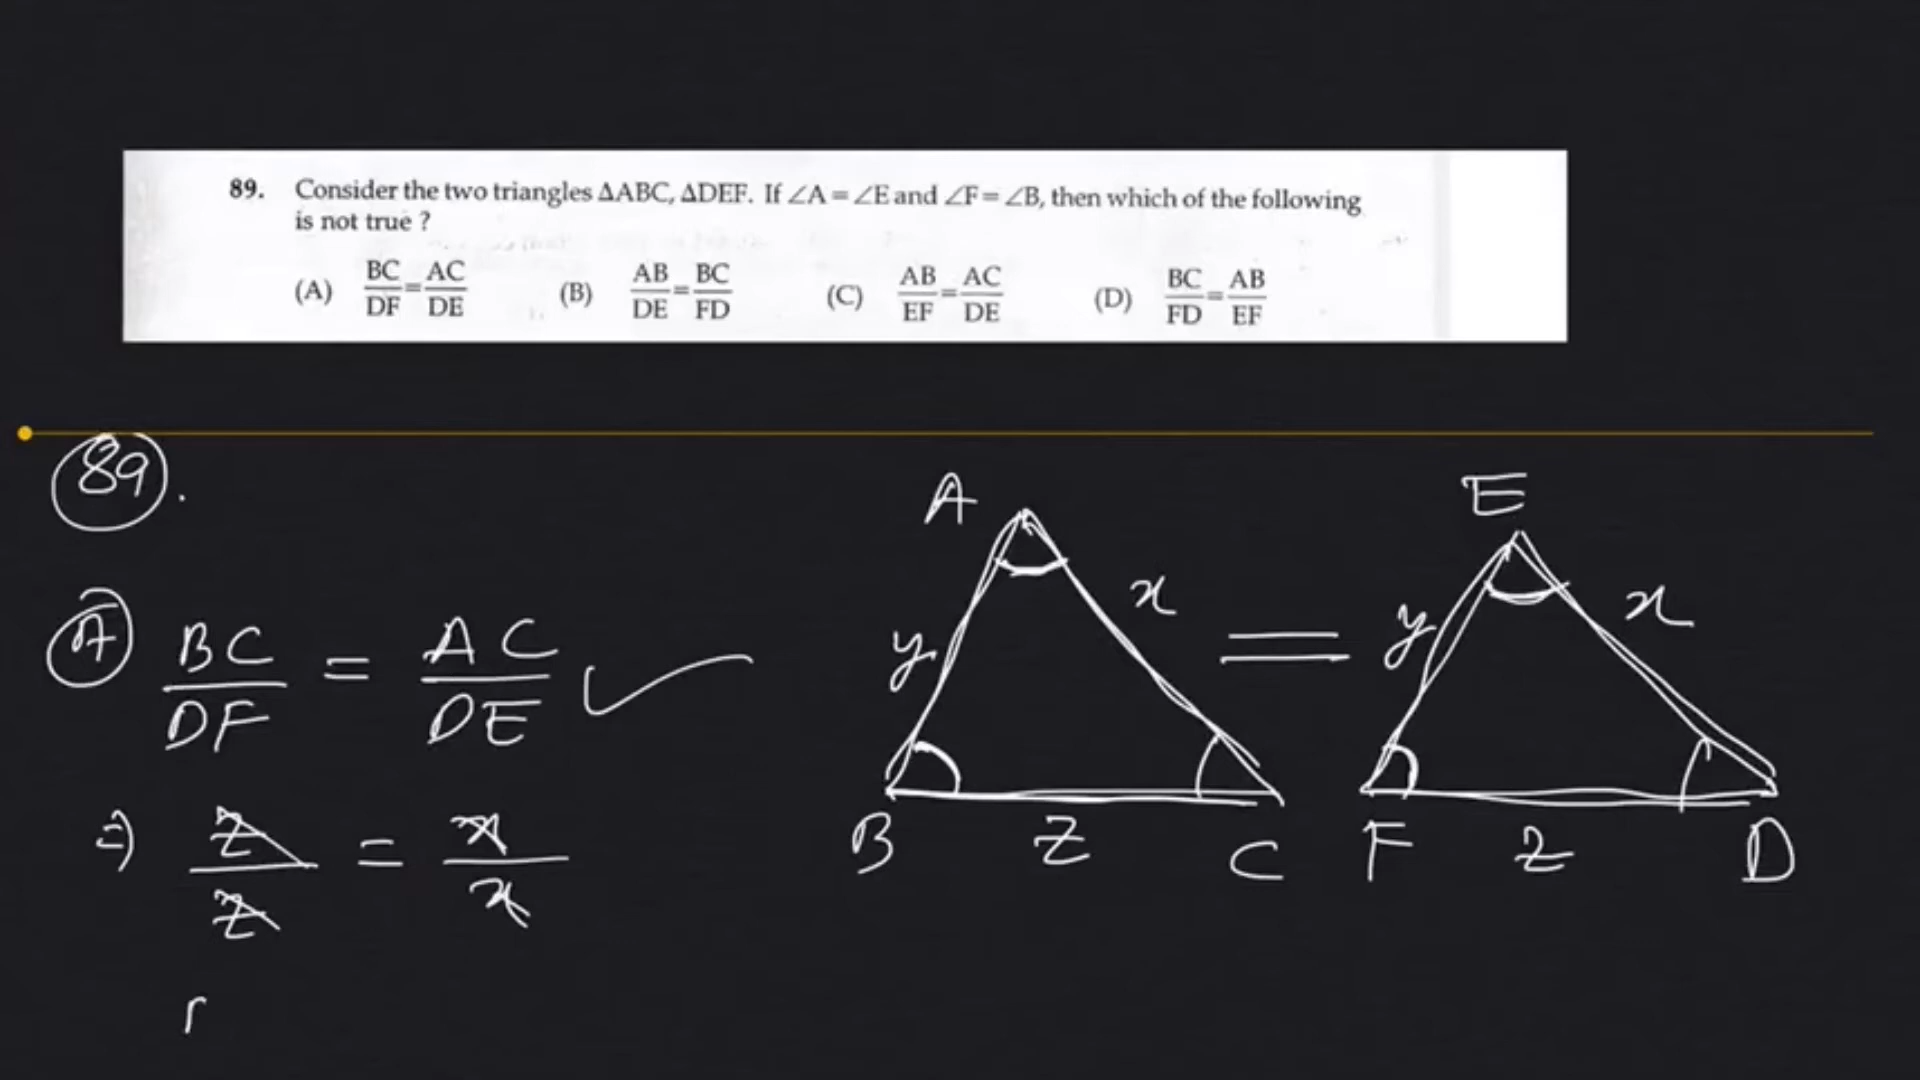 89. Consider the two triangles ΔABC, ΔDEF. If ∠A = ∠E and ∠F = ∠B, then which of the following
is not true ?
(A) BC/DF = AC/DE (B) AB/DE = BC/FD (C) AB/EF = AC/DE (D) BC/FD = AB/EF
89.
A BC/DF = AC/DE ✓
⇒ z/z = x/x
A
y x
B z C
=
E
y x
F z D